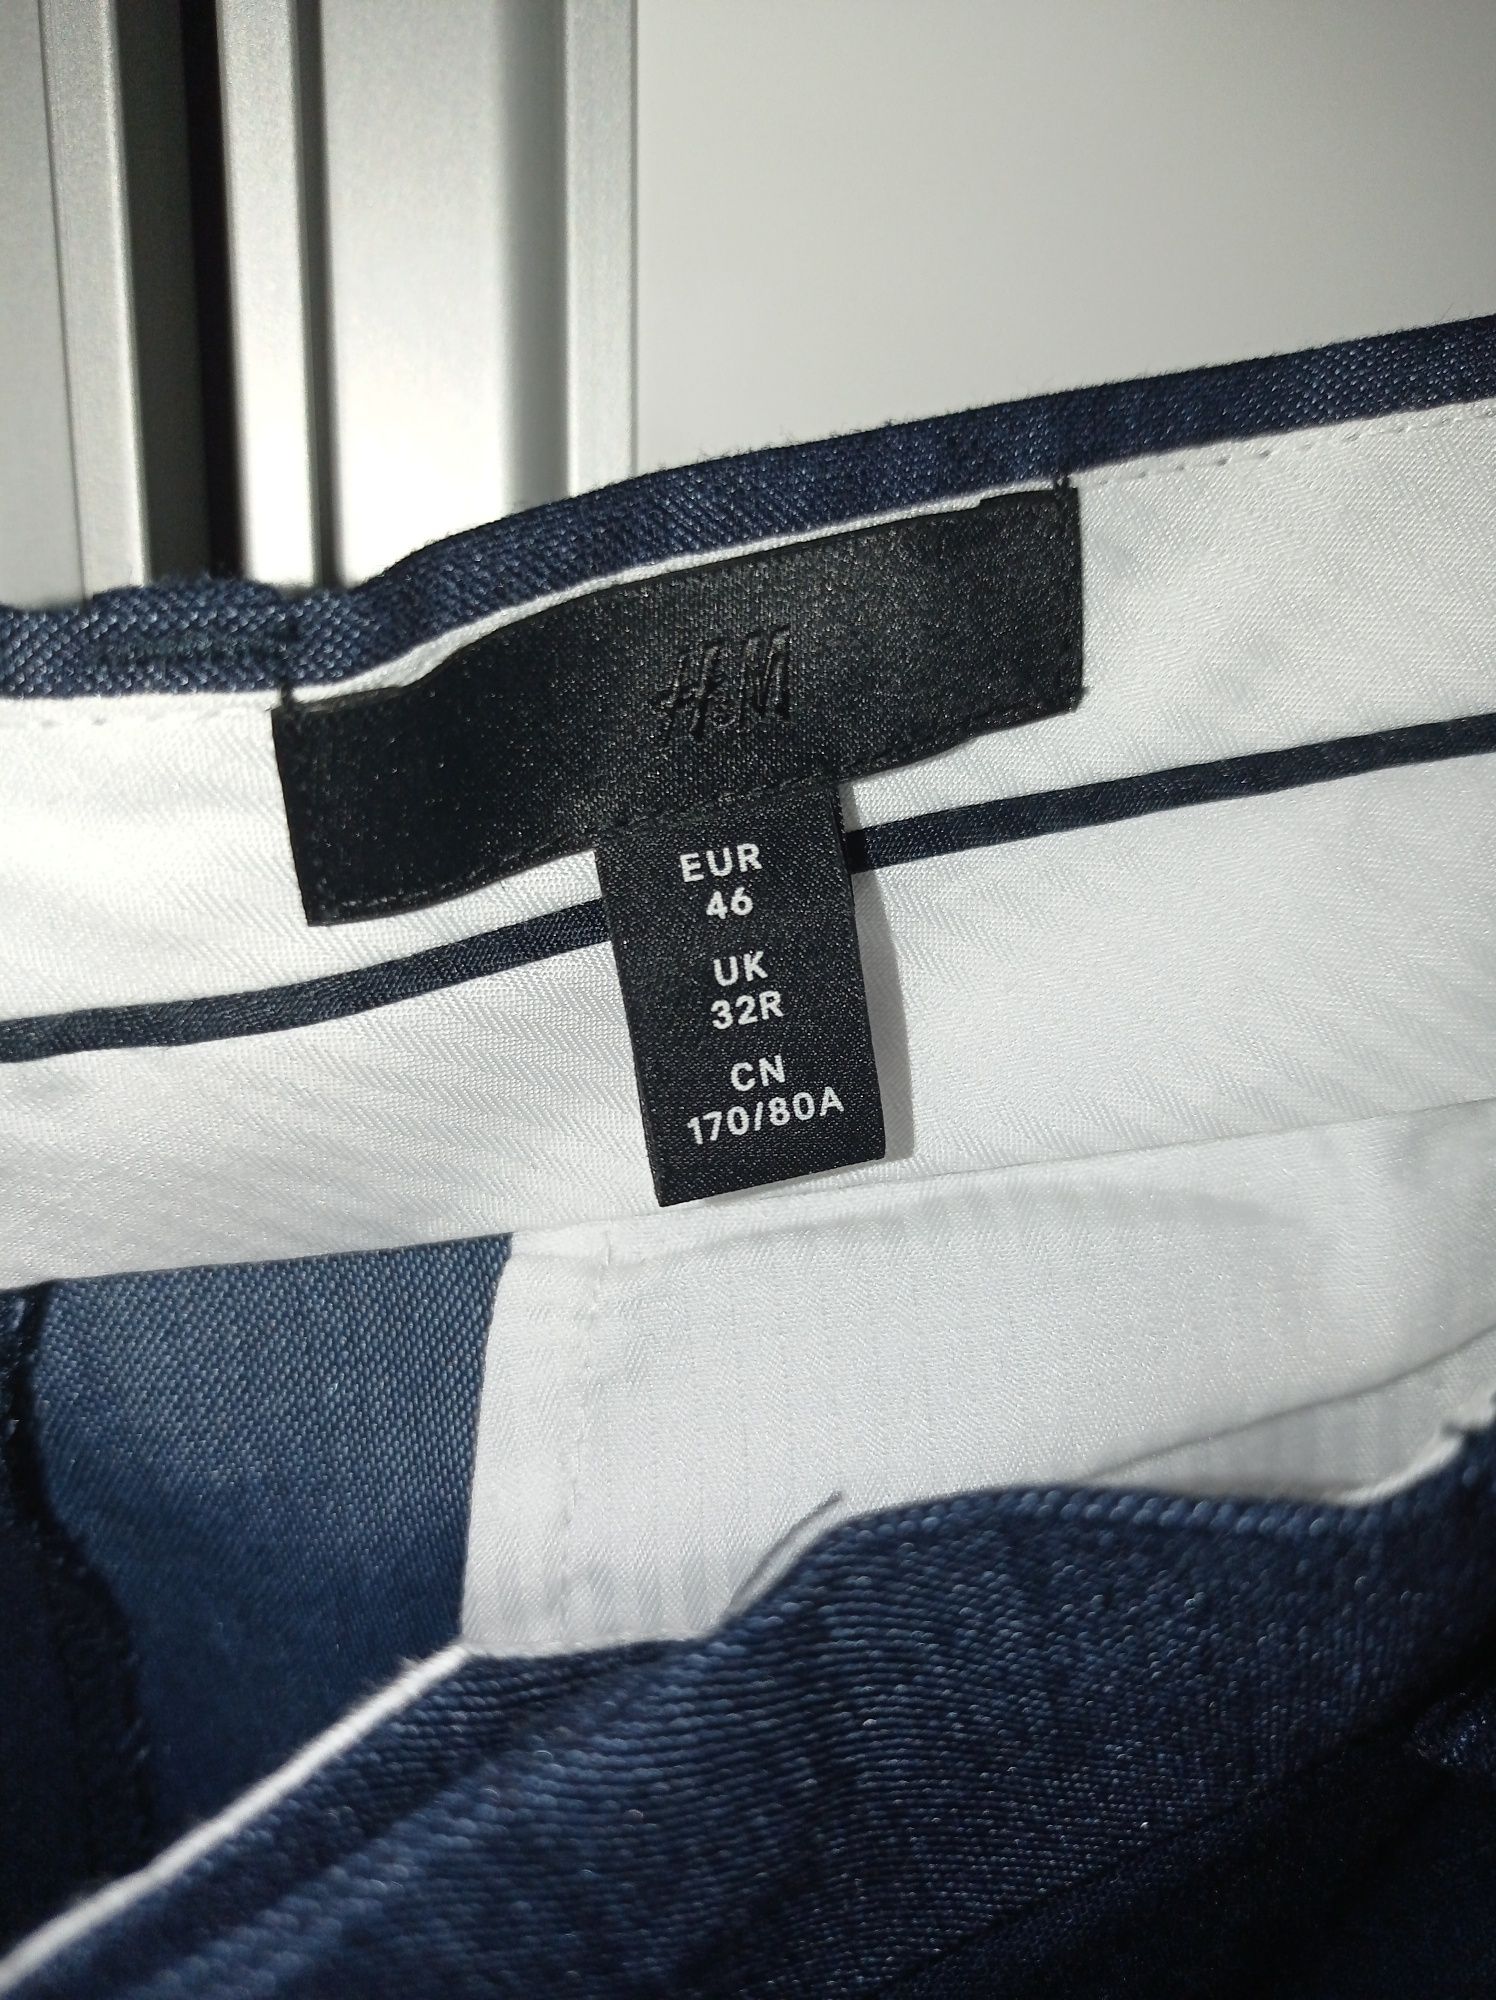 H&M
EUR
46
UK
32R
CN
170/80A